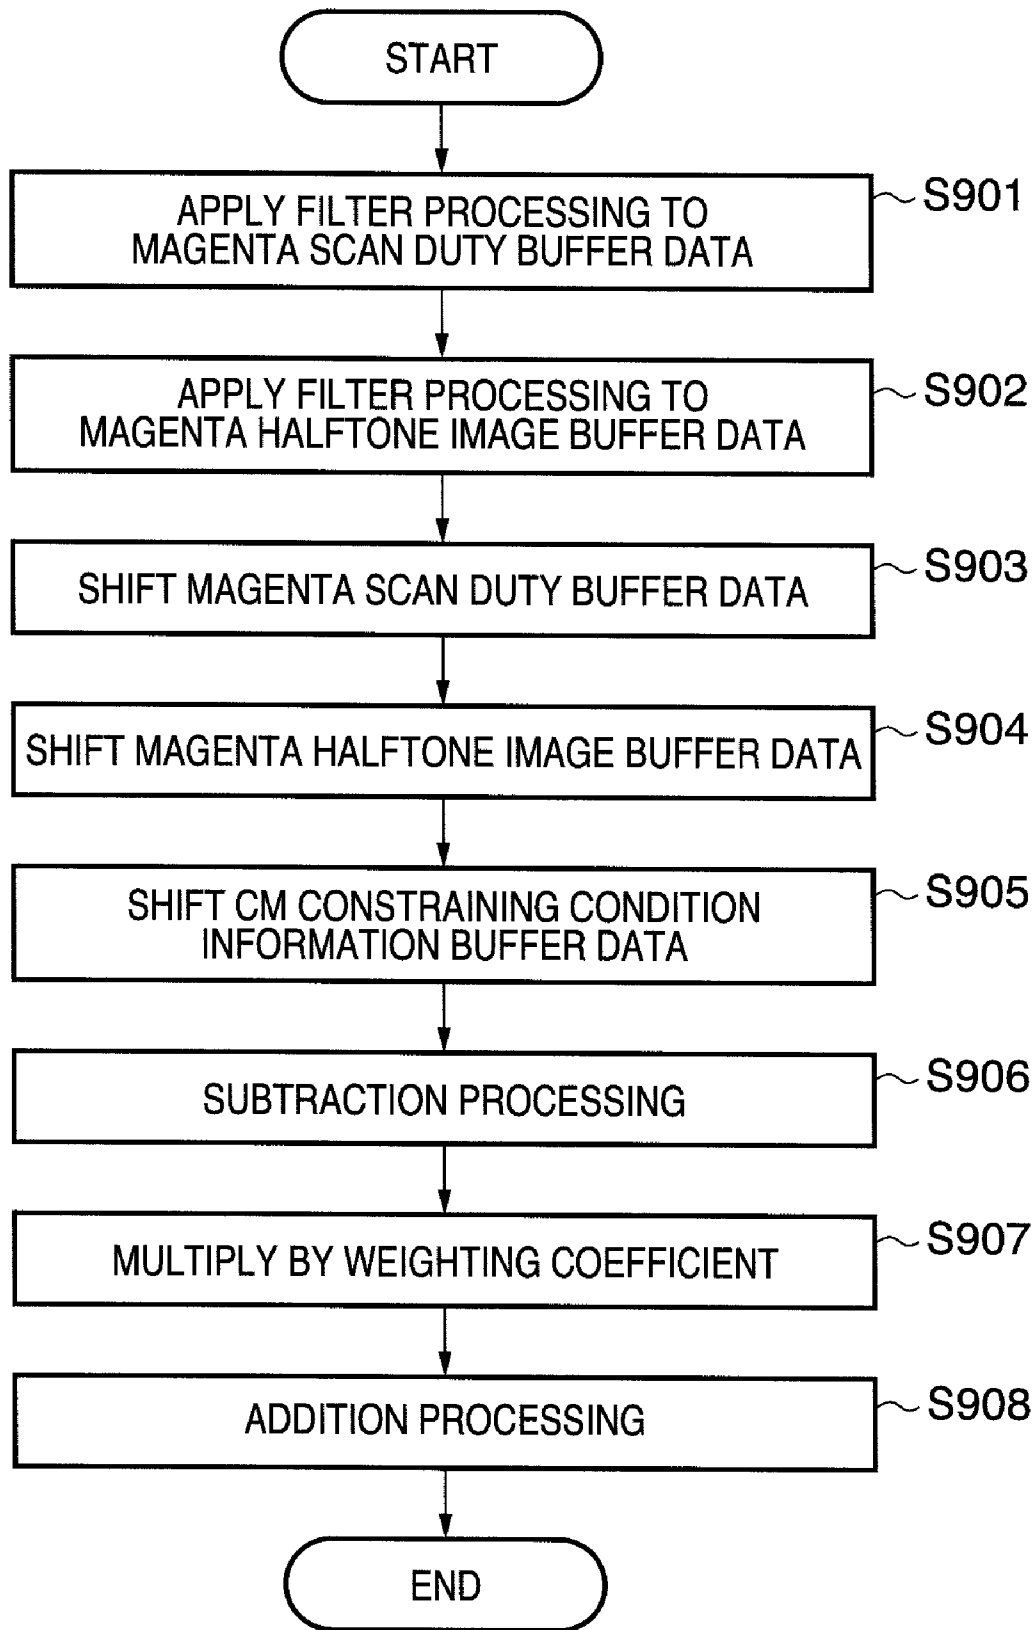 START
APPLY FILTER PROCESSING TO
MAGENTA SCAN DUTY BUFFER DATA
S901
APPLY FILTER PROCESSING TO
MAGENTA HALFTONE IMAGE BUFFER DATA
S902
SHIFT MAGENTA SCAN DUTY BUFFER DATA
S903
SHIFT MAGENTA HALFTONE IMAGE BUFFER DATA
S904
SHIFT CM CONSTRAINING CONDITION
INFORMATION BUFFER DATA
S905
SUBTRACTION PROCESSING
S906
MULTIPLY BY WEIGHTING COEFFICIENT
S907
ADDITION PROCESSING
S908
END